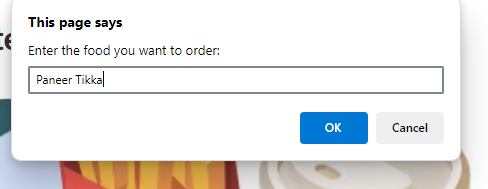 This page says
Enter the food you want to order:
Paneer Tikka
OK Cancel